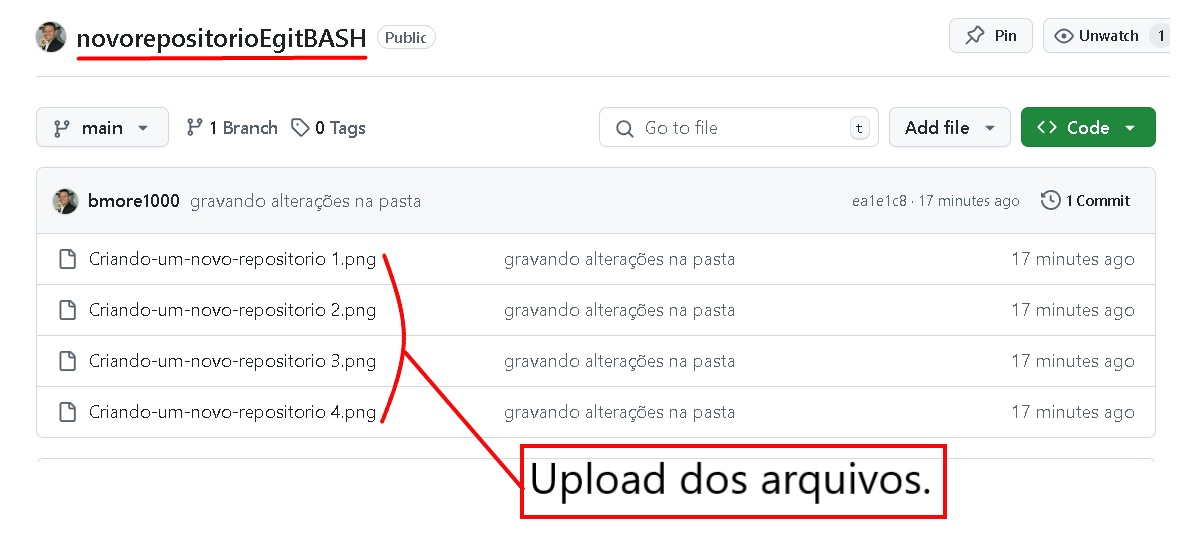 novorepositorioEgitBASH Public Pin Unwatch 1
main 1 Branch 0 Tags Go to file t Add file Code
bmore1000 gravando alterações na pasta ea1e1c8 · 17 minutes ago 1 Commit
Criando-um-novo-repositorio 1.png gravando alterações na pasta 17 minutes ago
Criando-um-novo-repositorio 2.png gravando alterações na pasta 17 minutes ago
Criando-um-novo-repositorio 3.png gravando alterações na pasta 17 minutes ago
Criando-um-novo-repositorio 4.png gravando alterações na pasta 17 minutes ago
Upload dos arquivos.